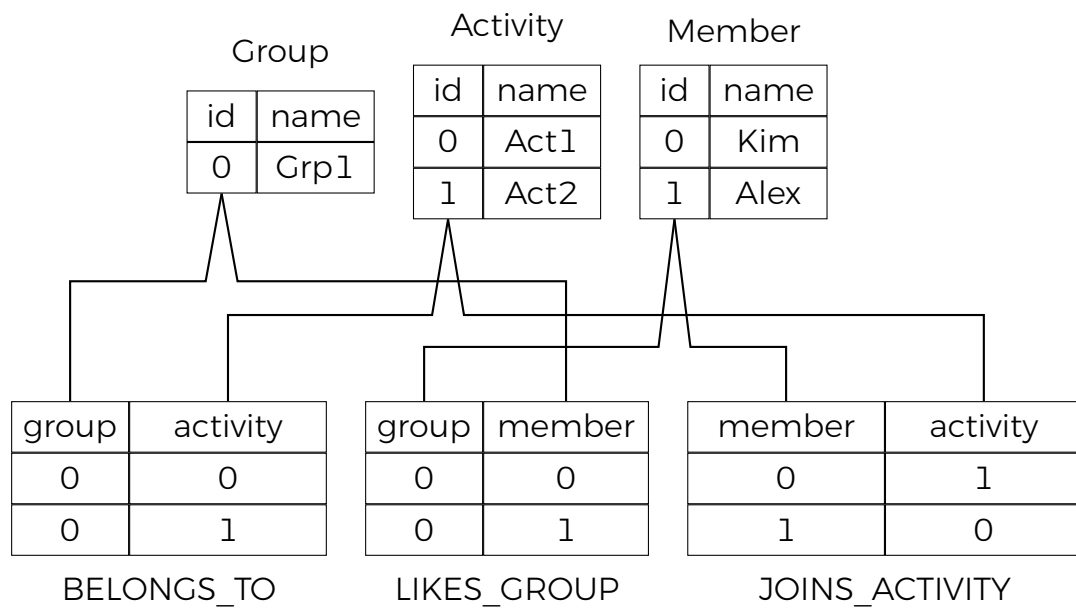 Group
id name
0 Grp1
Activity
id name
0 Act1
1 Act2
Member
id name
0 Kim
1 Alex
group activity
0 0
0 1
BELONGS_TO
group member
0 0
0 1
LIKES_GROUP
member activity
0 1
1 0
JOINS_ACTIVITY